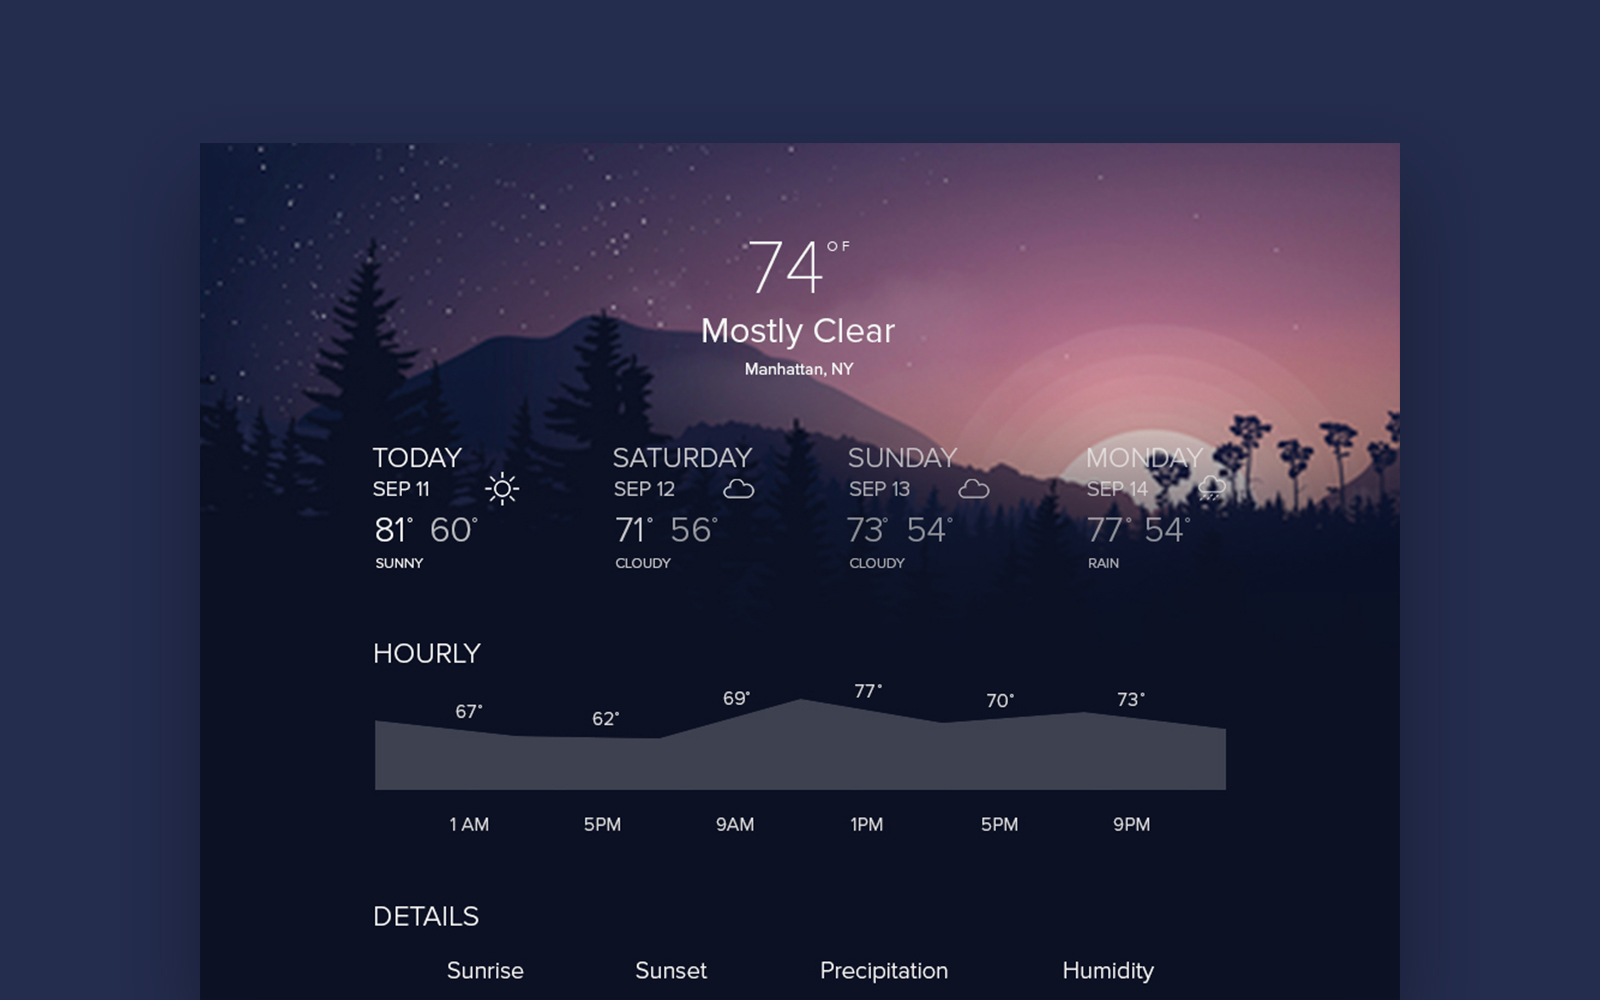 74°F
Mostly Clear
Manhattan, NY
TODAY
SEP 11
81° 60°
SUNNY
SATURDAY
SEP 12
71° 56°
CLOUDY
SUNDAY
SEP 13
73° 54°
CLOUDY
MONDAY
SEP 14
77° 54°
RAIN
HOURLY
67° 62° 69° 77° 70° 73°
1 AM 5PM 9AM 1PM 5PM 9PM
DETAILS
Sunrise Sunset Precipitation Humidity